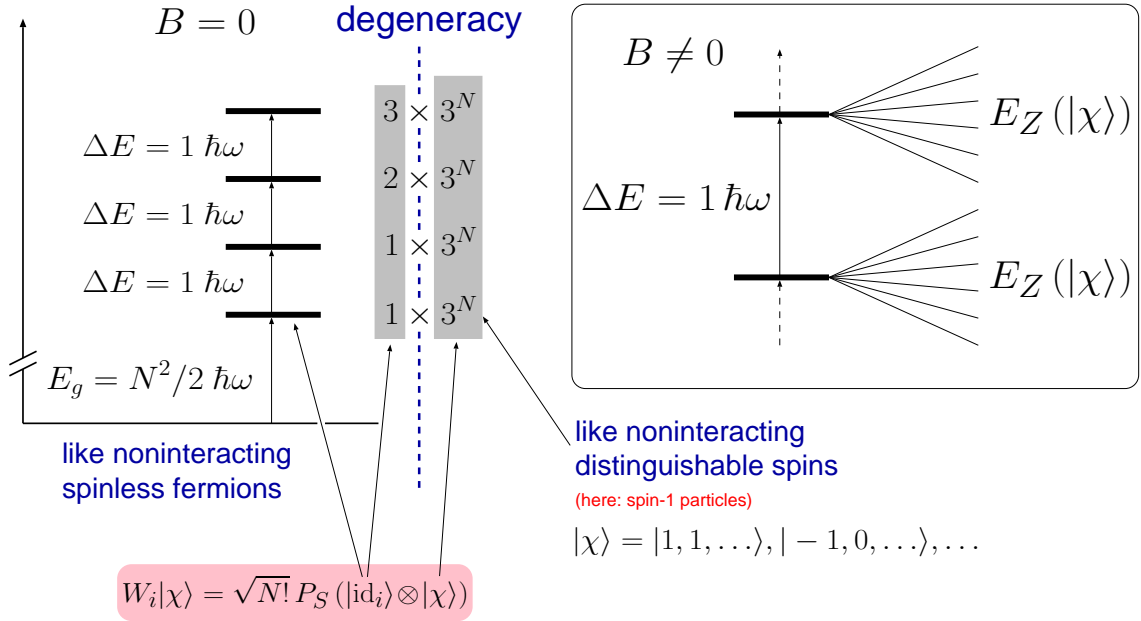 B = 0
degeneracy
3 × 3^N
ΔE = 1 ħω
2 × 3^N
ΔE = 1 ħω
1 × 3^N
ΔE = 1 ħω
1 × 3^N
E_g = N^2/2 ħω
like noninteracting
spinless fermions
W_i|χ⟩ = √N! P_S (|id_i⟩⊗|χ⟩)
B ≠ 0
E_Z (|χ⟩)
ΔE = 1 ħω
E_Z (|χ⟩)
like noninteracting
distinguishable spins
(here: spin-1 particles)
|χ⟩ = |1, 1, . . .⟩, | − 1, 0, . . .⟩, . . .